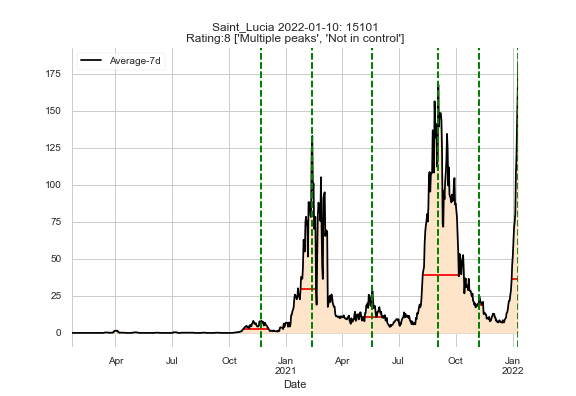 Saint_Lucia 2022-01-10: 15101
Rating:8 ['Multiple peaks', 'Not in control']
Average-7d
175
150
125
100
75
50
25
0
Apr Jul Oct Jan Apr Jul Oct Jan
2021 2022
Date